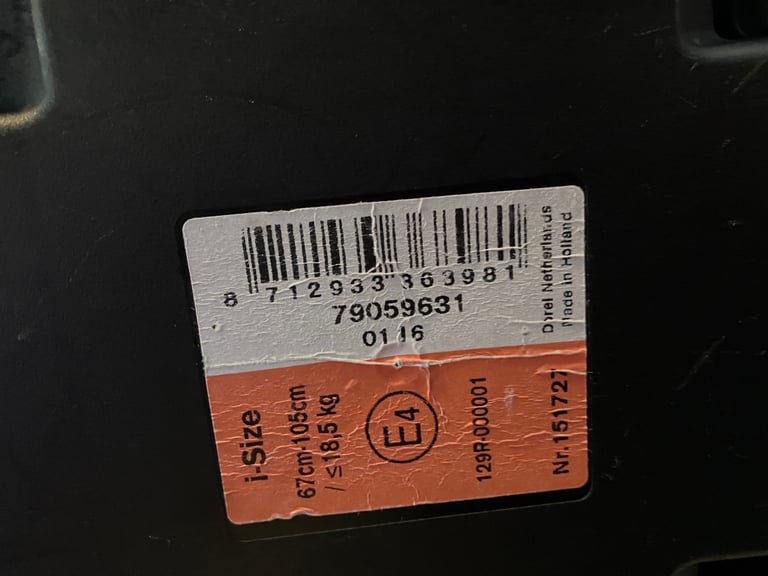 8 712933 363981
79059631
01 16
Dorel Netherlands
Made in Holland
i-Size
67cm-105cm
/ ≤18,5 kg
E4
129R-000001
Nr.151727